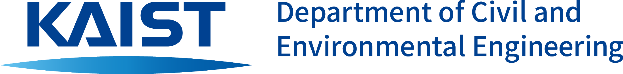 KAIST
Department of Civil and
Environmental Engineering